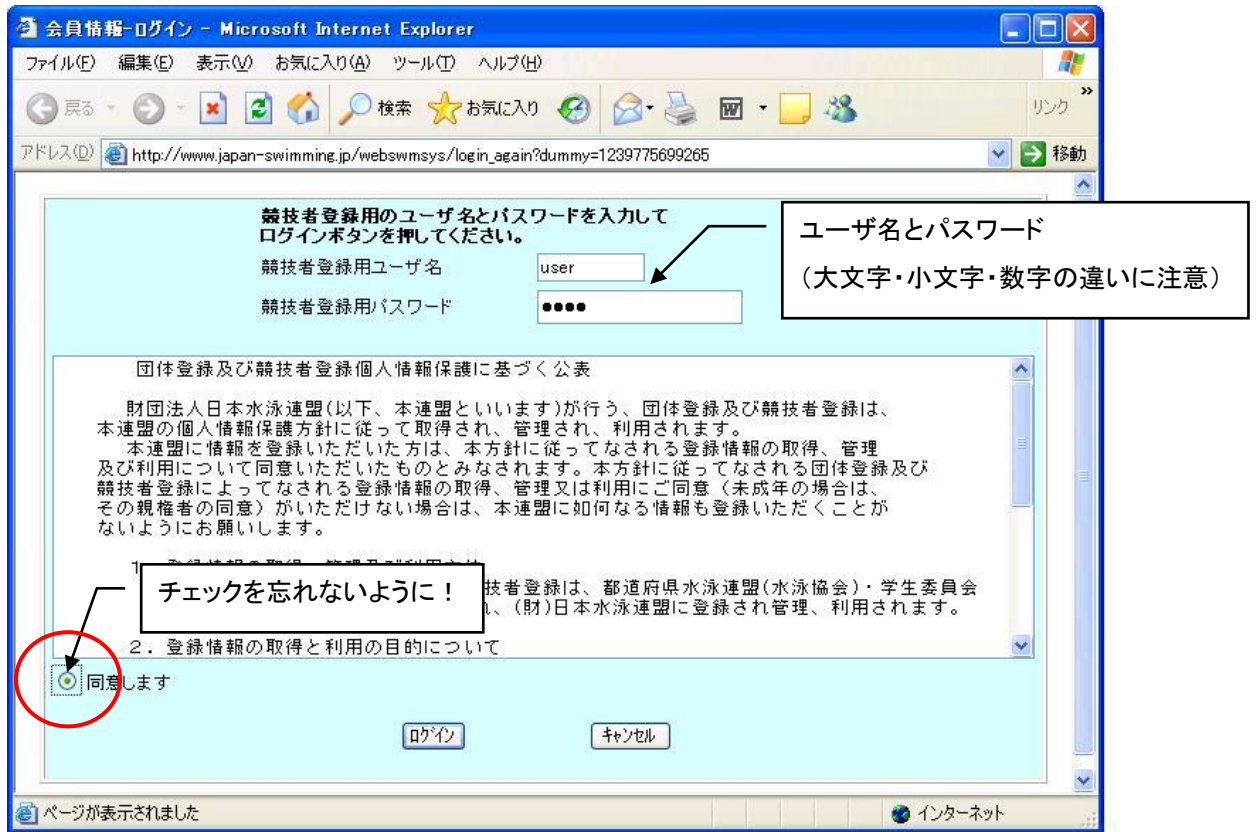 会員情報-ログイン - Microsoft Internet Explorer
ファイル(F) 編集(E) 表示(V) お気に入り(A) ツール(T) ヘルプ(H)
戻る 検索 お気に入り リンク »
アドレス(D) http://www.japan-swimming.jp/webswmsys/login_again?dummy=1239775699265 移動
競技者登録用のユーザ名とパスワードを入力して
ログインボタンを押してください。
競技者登録用ユーザ名 user
競技者登録用パスワード ●●●●
ユーザ名とパスワード
(大文字・小文字・数字の違いに注意)
団体登録及び競技者登録個人情報保護に基づく公表
財団法人日本水泳連盟(以下、本連盟といいます)が行う、団体登録及び競技者登録は、
本連盟の個人情報保護方針に従って取得され、管理され、利用されます。
本連盟に情報を登録いただいた方は、本方針に従ってなされる登録情報の取得、管理
及び利用について同意いただいたものとみなされます。本方針に従ってなされる団体登録及び
競技者登録によってなされる登録情報の取得、管理又は利用にご同意（未成年の場合は、
その親権者の同意）がいただけない場合は、本連盟に如何なる情報も登録いただくことが
ないようにお願いします。
チェックを忘れないように！
技者登録は、都道府県水泳連盟(水泳協会)・学生委員会
、(財)日本水泳連盟に登録され管理、利用されます。
２．登録情報の取得と利用の目的について
同意します
ログイン キャンセル
ページが表示されました インターネット